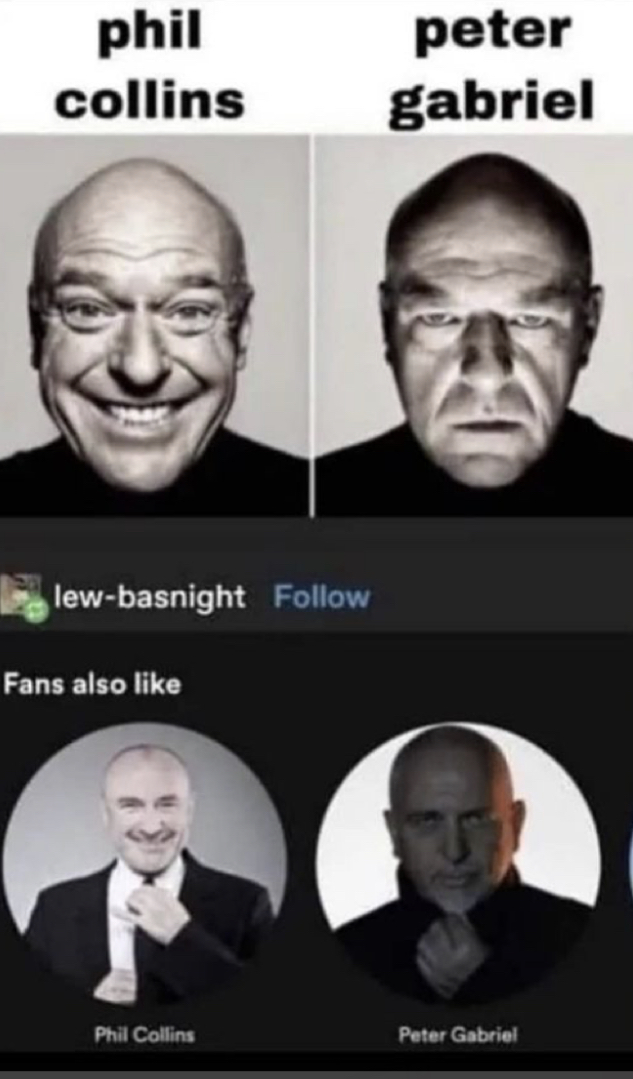 phil
collins
peter
gabriel
lew-basnight Follow
Fans also like
Phil Collins
Peter Gabriel